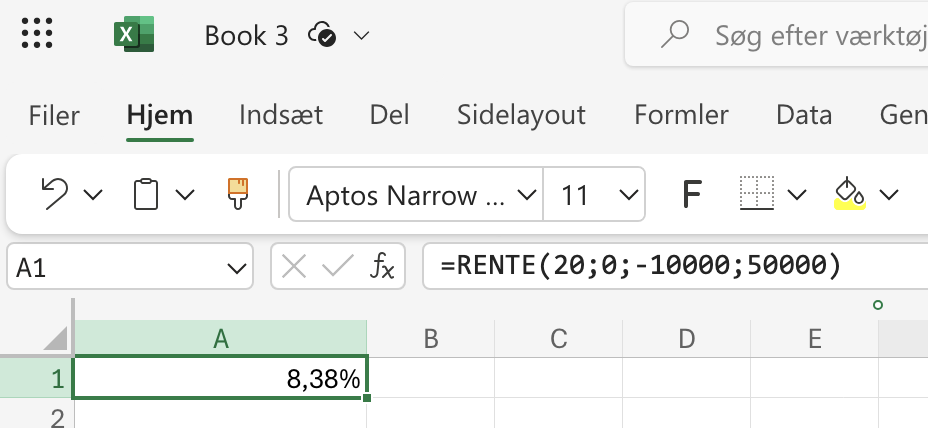 X Book 3 Søg efter værktøj
Filer Hjem Indsæt Del Sidelayout Formler Data Gen
Aptos Narrow ... 11 F
A1 fx =RENTE(20;0;-10000;50000)
A B C D E
1 8,38%
2